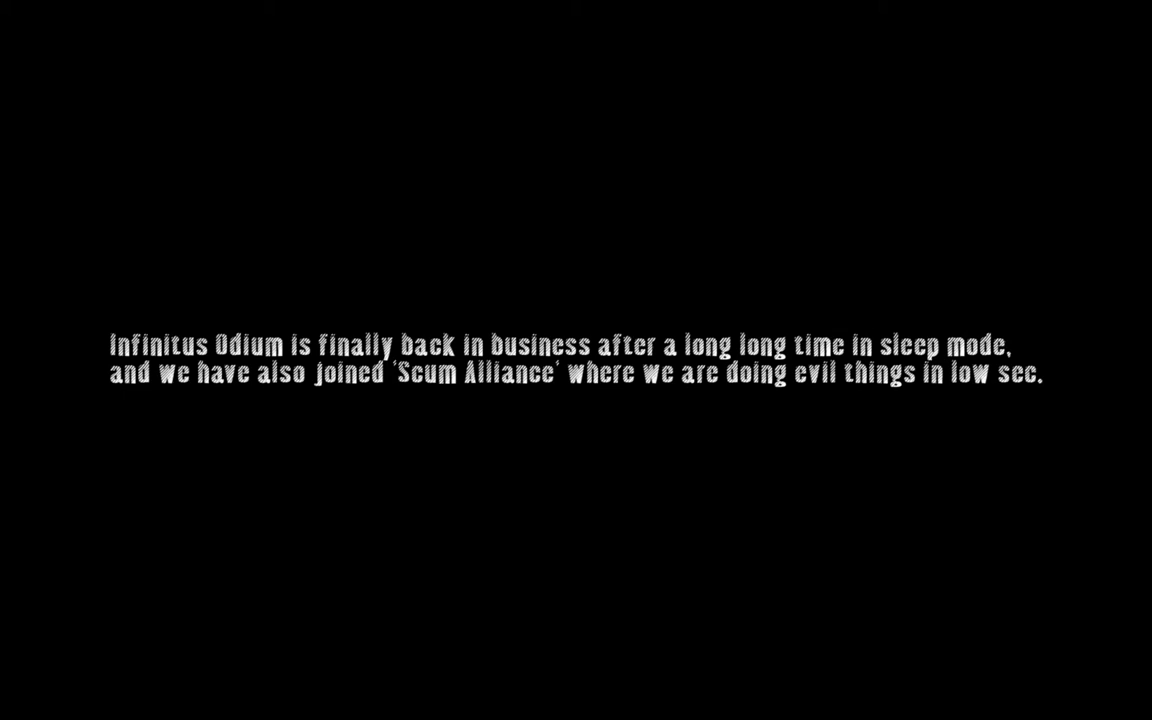 Infinitus Odium is finally back in business after a long long time in sleep mode,
and we have also joined 'Scum Alliance' where we are doing evil things in low sec.